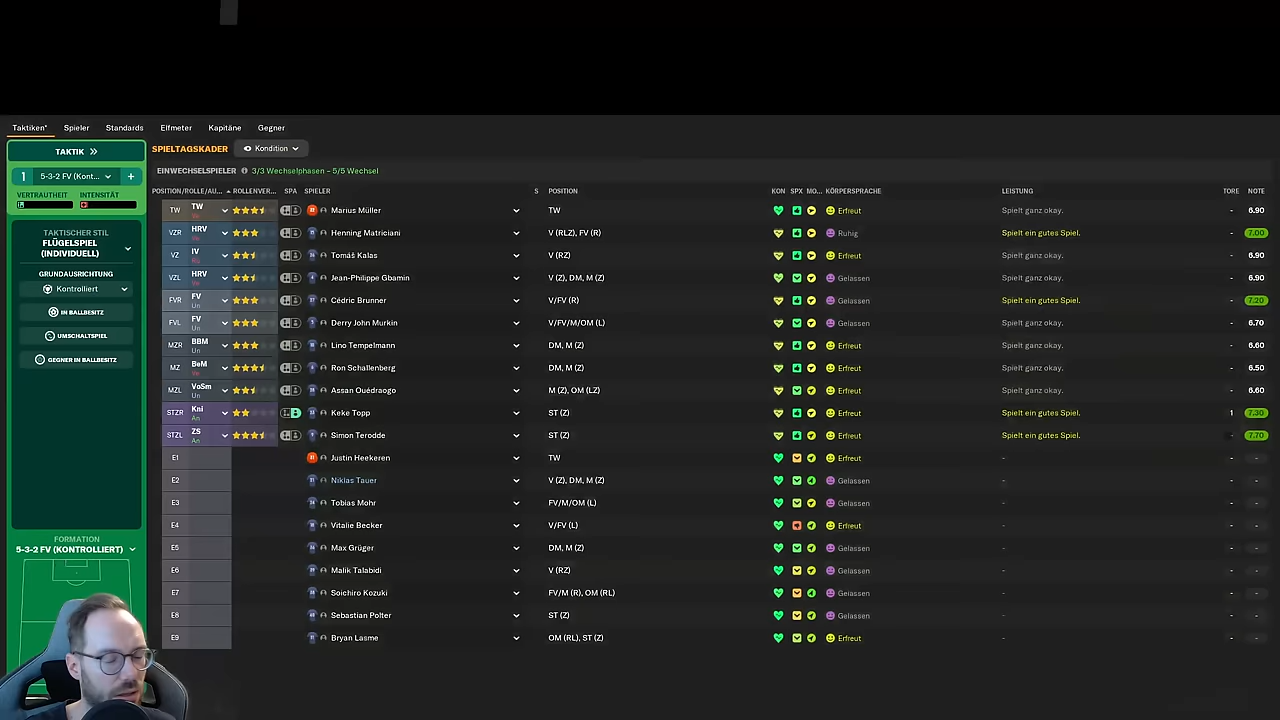 Taktiken* Spieler Standards Elfmeter Kapitäne Gegner
TAKTIK
SPIELTAGSKADER Kondition
1 5-3-2 FV (Kont... +
EINWECHSELSPIELER 3/3 Wechselphasen - 5/5 Wechsel
VERTRAUTHEIT INTENSITÄT
POSITION/ROLLE/AU... ROLLENVER... SPA SPIELER S POSITION KON SPX MO... KÖRPERSPRACHE LEISTUNG TORE NOTE
TW TW Ve Marius Müller TW Erfreut Spielt ganz okay. - 6.90
VZR HRV Ve Henning Matriciani V (RLZ), FV (R) Ruhig Spielt ein gutes Spiel. - 7.00
VZ IV Tomáš Kalas V (RZ) Erfreut Spielt ganz okay. - 6.90
VZL HRV Ve Jean-Philippe Gbamin V (Z), DM, M (Z) Gelassen Spielt ganz okay. - 6.90
FVR FV Un Cédric Brunner V/FV (R) Gelassen Spielt ein gutes Spiel. - 7.20
FVL FV Un Derry John Murkin V/FV/M/OM (L) Gelassen Spielt ganz okay. - 6.70
MZR BBM Un Lino Tempelmann DM, M (Z) Erfreut Spielt ganz okay. - 6.60
MZ BeM Ve Ron Schallenberg DM, M (Z) Erfreut Spielt ganz okay. - 6.50
MZL VoSm Un Assan Ouédraogo M (Z), OM (LZ) Erfreut Spielt ganz okay. - 6.60
STZR Kni An Keke Topp ST (Z) Erfreut Spielt ein gutes Spiel. 1 7.30
STZL ZS An Simon Terodde ST (Z) Erfreut Spielt ein gutes Spiel. - 7.70
E1 Justin Heekeren TW Erfreut - - -
E2 Niklas Tauer V (Z), DM, M (Z) Gelassen - - -
E3 Tobias Mohr FV/M/OM (L) Gelassen - - -
E4 Vitalie Becker V/FV (L) Erfreut - - -
E5 Max Grüger DM, M (Z) Gelassen - - -
E6 Malik Talabidi V (RZ) Gelassen - - -
E7 Soichiro Kozuki FV/M (R), OM (RL) Gelassen - - -
E8 Sebastian Polter ST (Z) Gelassen - - -
E9 Bryan Lasme OM (RL), ST (Z) Erfreut - - -
TAKTISCHER STIL
FLÜGELSPIEL
(INDIVIDUELL)
GRUNDAUSRICHTUNG
Kontrolliert
IN BALLBESITZ
UMSCHALTSPIEL
GEGNER IN BALLBESITZ
FORMATION
5-3-2 FV (KONTROLLIERT)